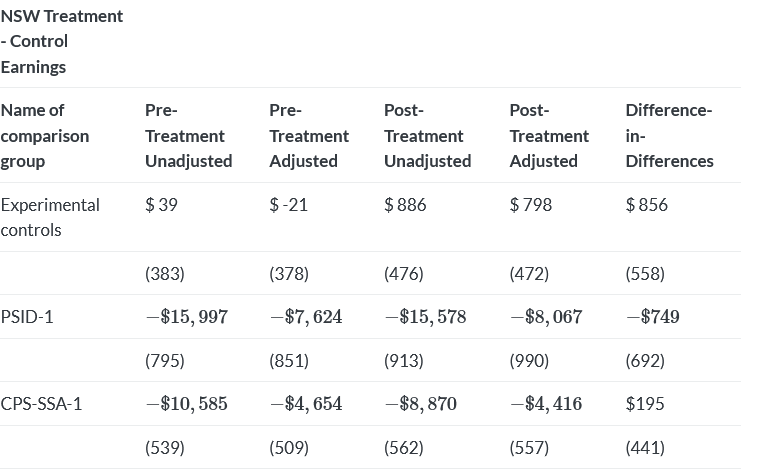 NSW Treatment
- Control
Earnings
Name of comparison group Pre-Treatment Unadjusted Pre-Treatment Adjusted Post-Treatment Unadjusted Post-Treatment Adjusted Difference-in-Differences
Experimental controls $ 39 $ -21 $ 886 $ 798 $ 856
(383) (378) (476) (472) (558)
PSID-1 −$15, 997 −$7, 624 −$15, 578 −$8, 067 −$749
(795) (851) (913) (990) (692)
CPS-SSA-1 −$10, 585 −$4, 654 −$8, 870 −$4, 416 $195
(539) (509) (562) (557) (441)